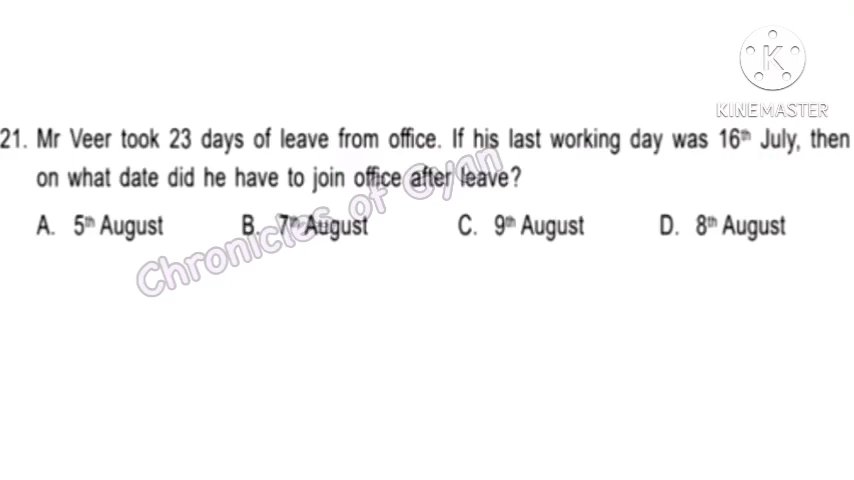 KINEMASTER
21. Mr Veer took 23 days of leave from office. If his last working day was 16th July, then
on what date did he have to join office after leave?
A. 5th August B. 7th August C. 9th August D. 8th August
Chronicles of Gyan